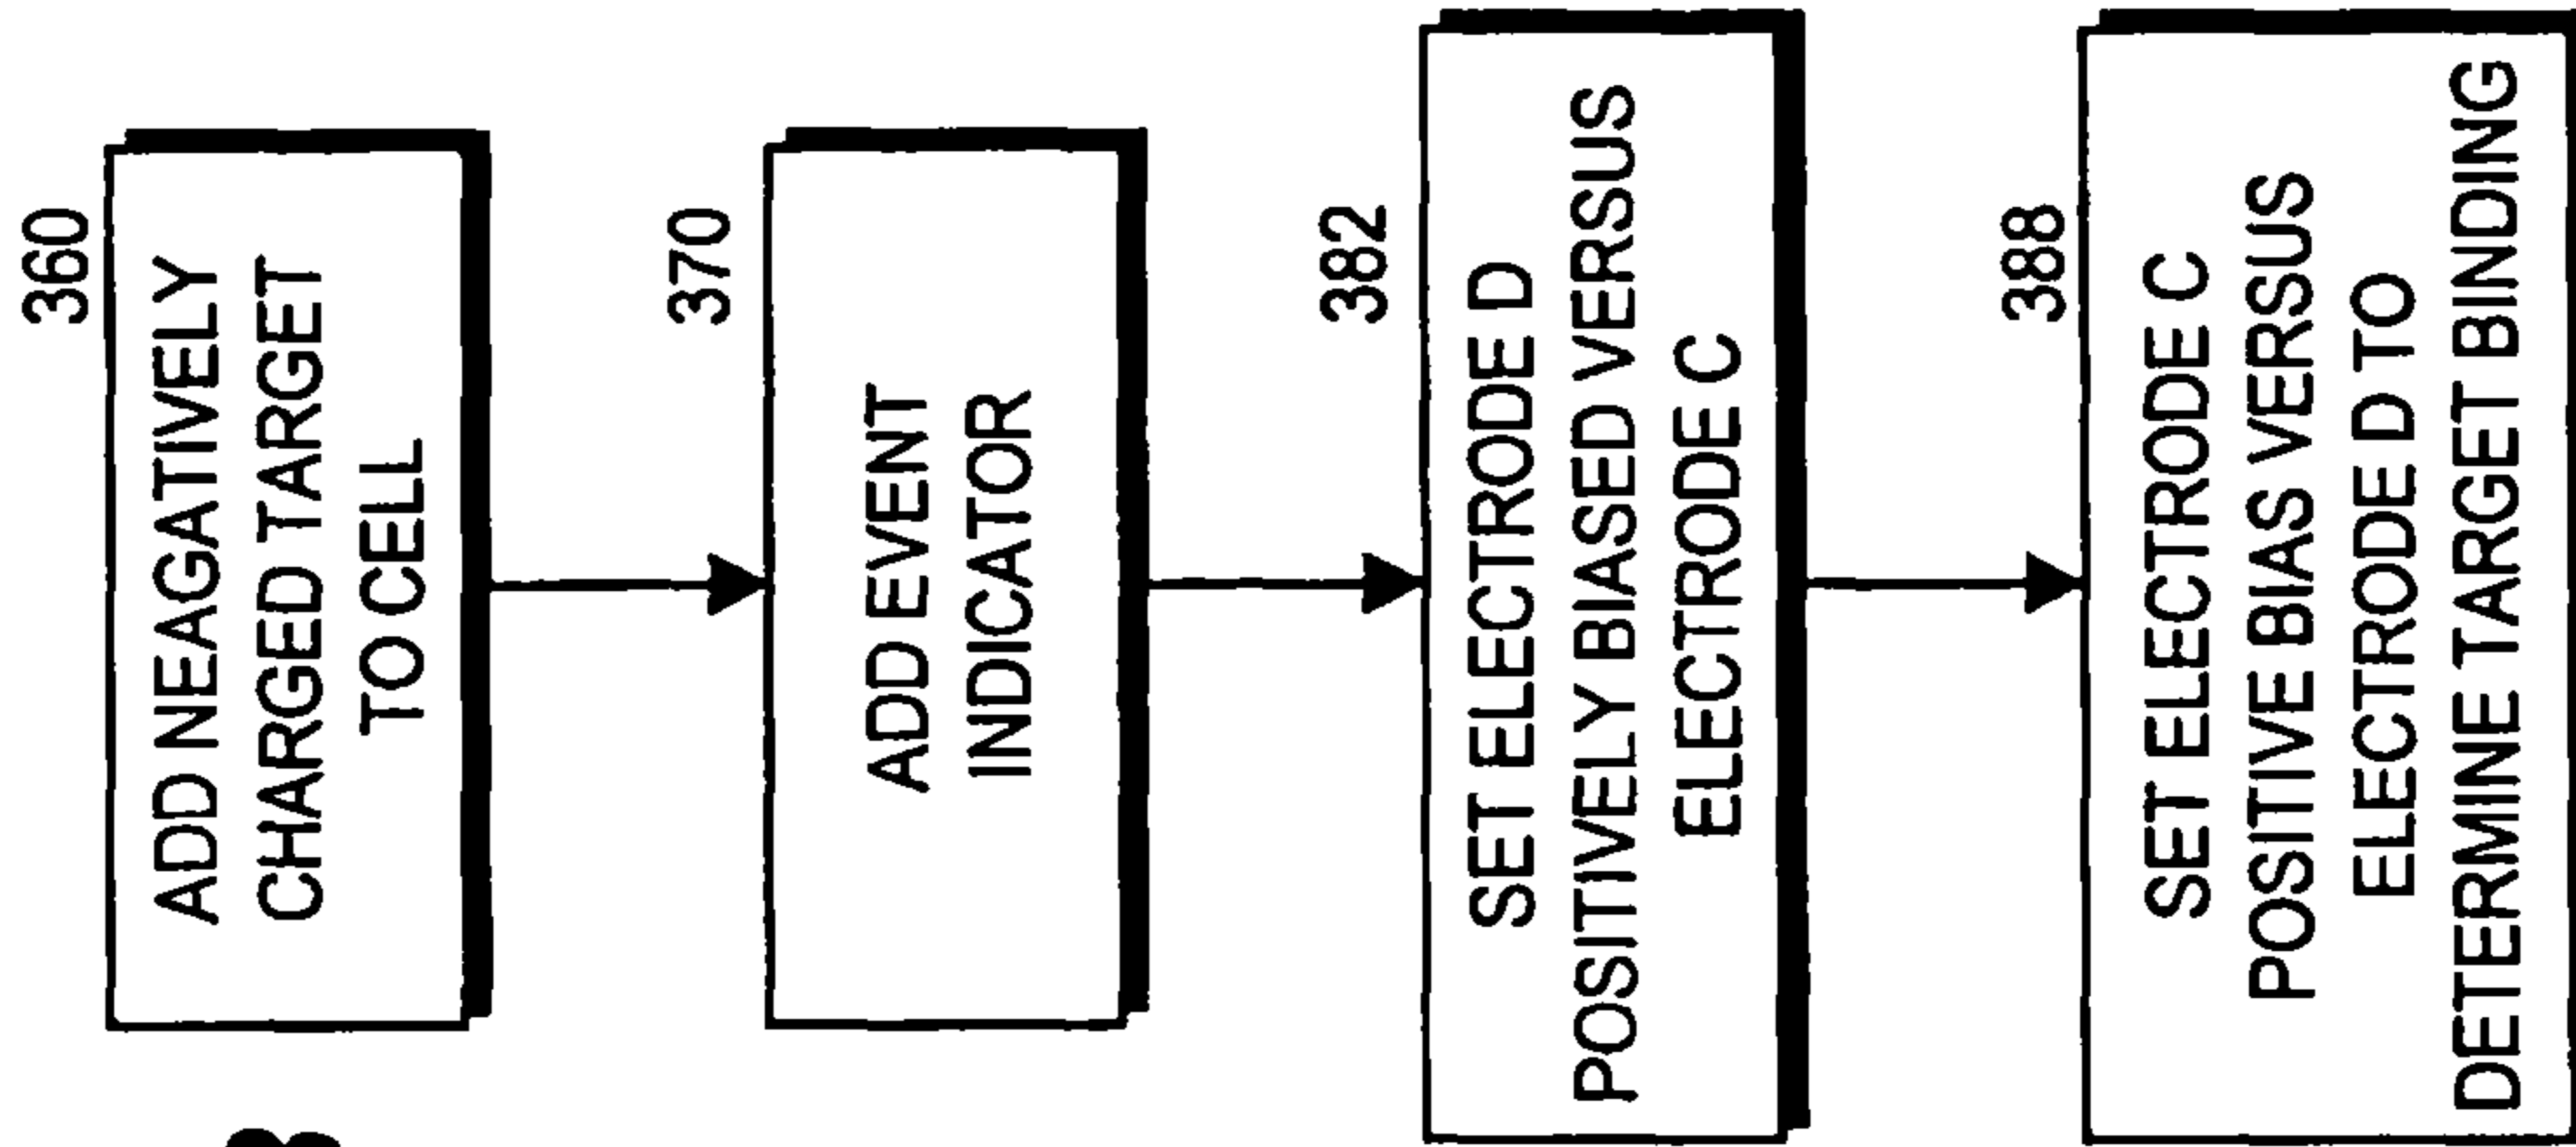 360
ADD NEAGATIVELY
CHARGED TARGET
TO CELL
370
ADD EVENT
INDICATOR
382
SET ELECTRODE D
POSITIVELY BIASED VERSUS
ELECTRODE C
388
SET ELECTRODE C
POSITIVE BIAS VERSUS
ELECTRODE D TO
DETERMINE TARGET BINDING